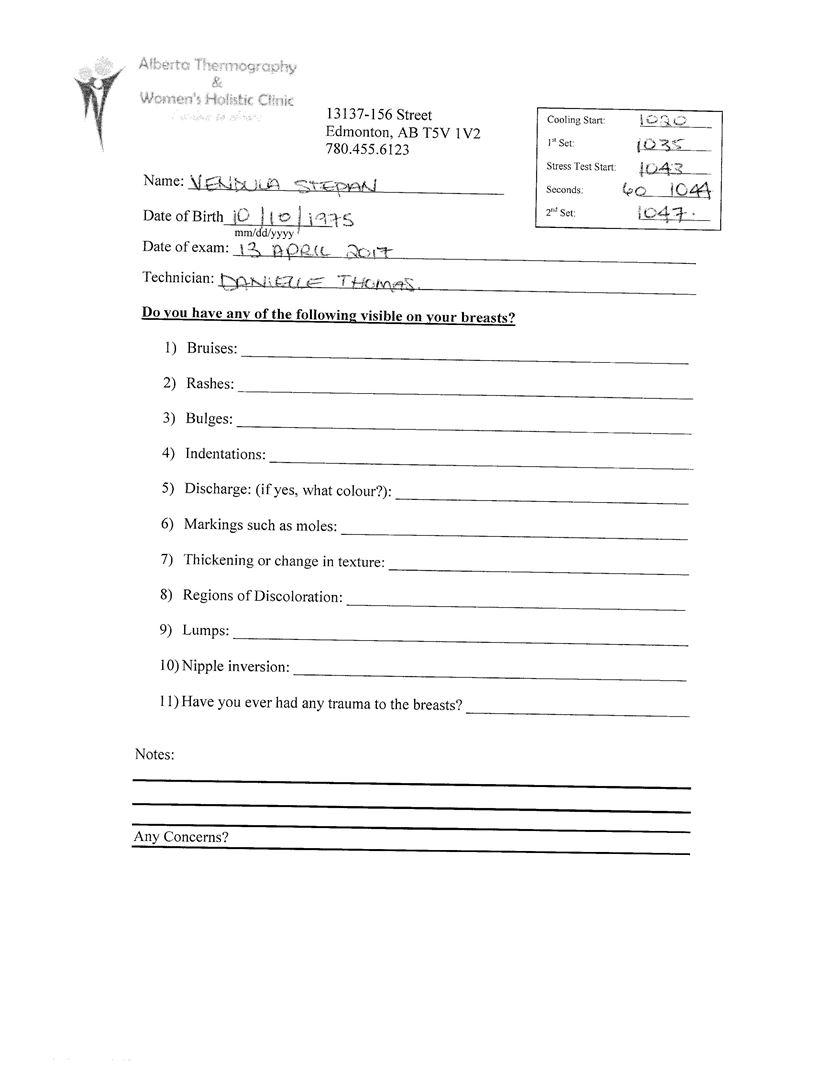 Alberta Thermography
&
Women's Holistic Clinic
13137-156 Street
Edmonton, AB T5V 1V2
780.455.6123
Cooling Start: 1020
1st Set: 1035
Stress Test Start: 1043
Seconds: 60 1044
2nd Set: 1047.
Name: VENDULA STEPAN
Date of Birth 10/10/1975
mm/dd/yyyy
Date of exam: 13 APRIL 2017
Technician: DANIELLE THOMAS.
Do you have any of the following visible on your breasts?
1) Bruises:
2) Rashes:
3) Bulges:
4) Indentations:
5) Discharge: (if yes, what colour?):
6) Markings such as moles:
7) Thickening or change in texture:
8) Regions of Discoloration:
9) Lumps:
10) Nipple inversion:
11) Have you ever had any trauma to the breasts?
Notes:
Any Concerns?